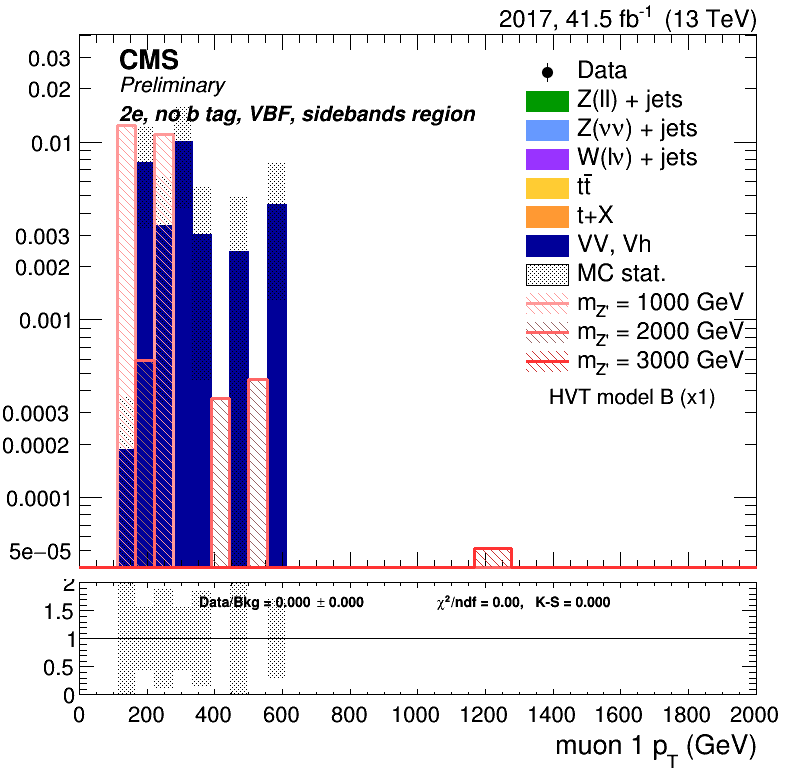 2017, 41.5 fb⁻¹ (13 TeV)
CMS
Preliminary
2e, no b tag, VBF, sidebands region
Data
Z(ll) + jets
Z(νν) + jets
W(lν) + jets
tt̄
t+X
VV, Vh
MC stat.
m_Z' = 1000 GeV
m_Z' = 2000 GeV
m_Z' = 3000 GeV
HVT model B (x1)
0.03
0.02
0.01
0.003
0.002
0.001
0.0003
0.0002
0.0001
5e−05
Data/Bkg = 0.000 ± 0.000
χ²/ndf = 0.00, K-S = 0.000
2
1.5
1
0.5
0
0 200 400 600 800 1000 1200 1400 1600 1800 2000
muon 1 p_T (GeV)